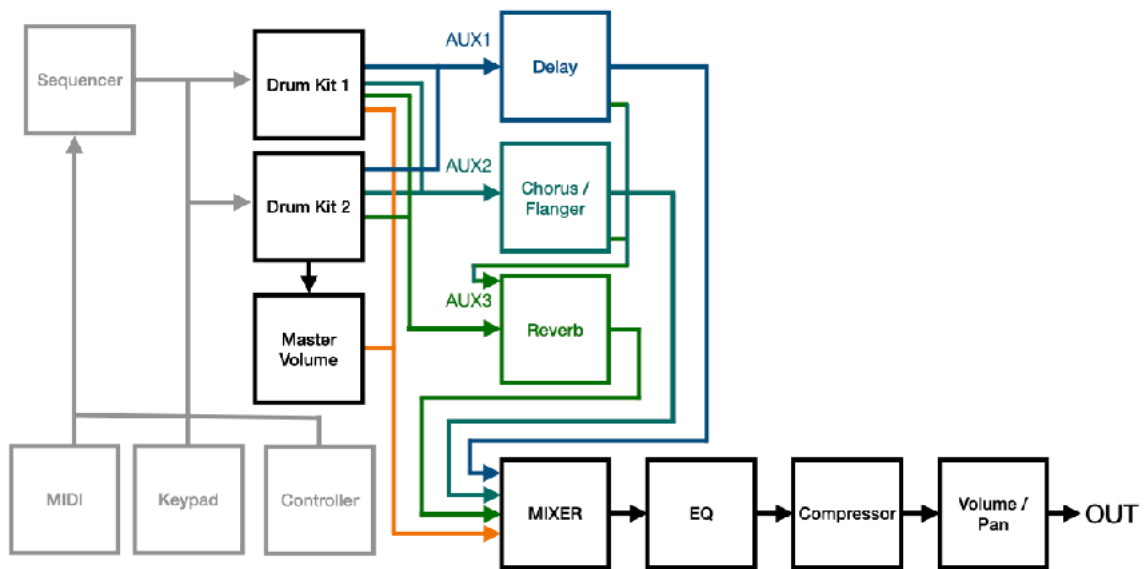 AUX1
Sequencer
Drum Kit 1
Delay
AUX2
Drum Kit 2
Chorus /
Flanger
AUX3
Master
Volume
Reverb
MIDI
Keypad
Controller
MIXER
EQ
Compressor
Volume /
Pan
OUT